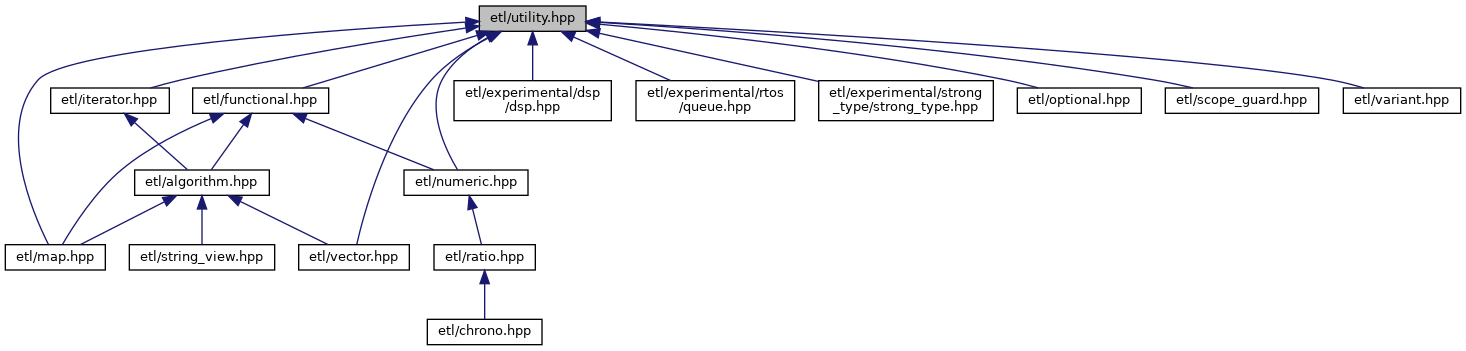 etl/utility.hpp
etl/iterator.hpp
etl/functional.hpp
etl/experimental/dsp
/dsp.hpp
etl/experimental/rtos
/queue.hpp
etl/experimental/strong
_type/strong_type.hpp
etl/optional.hpp
etl/scope_guard.hpp
etl/variant.hpp
etl/algorithm.hpp
etl/numeric.hpp
etl/map.hpp
etl/string_view.hpp
etl/vector.hpp
etl/ratio.hpp
etl/chrono.hpp